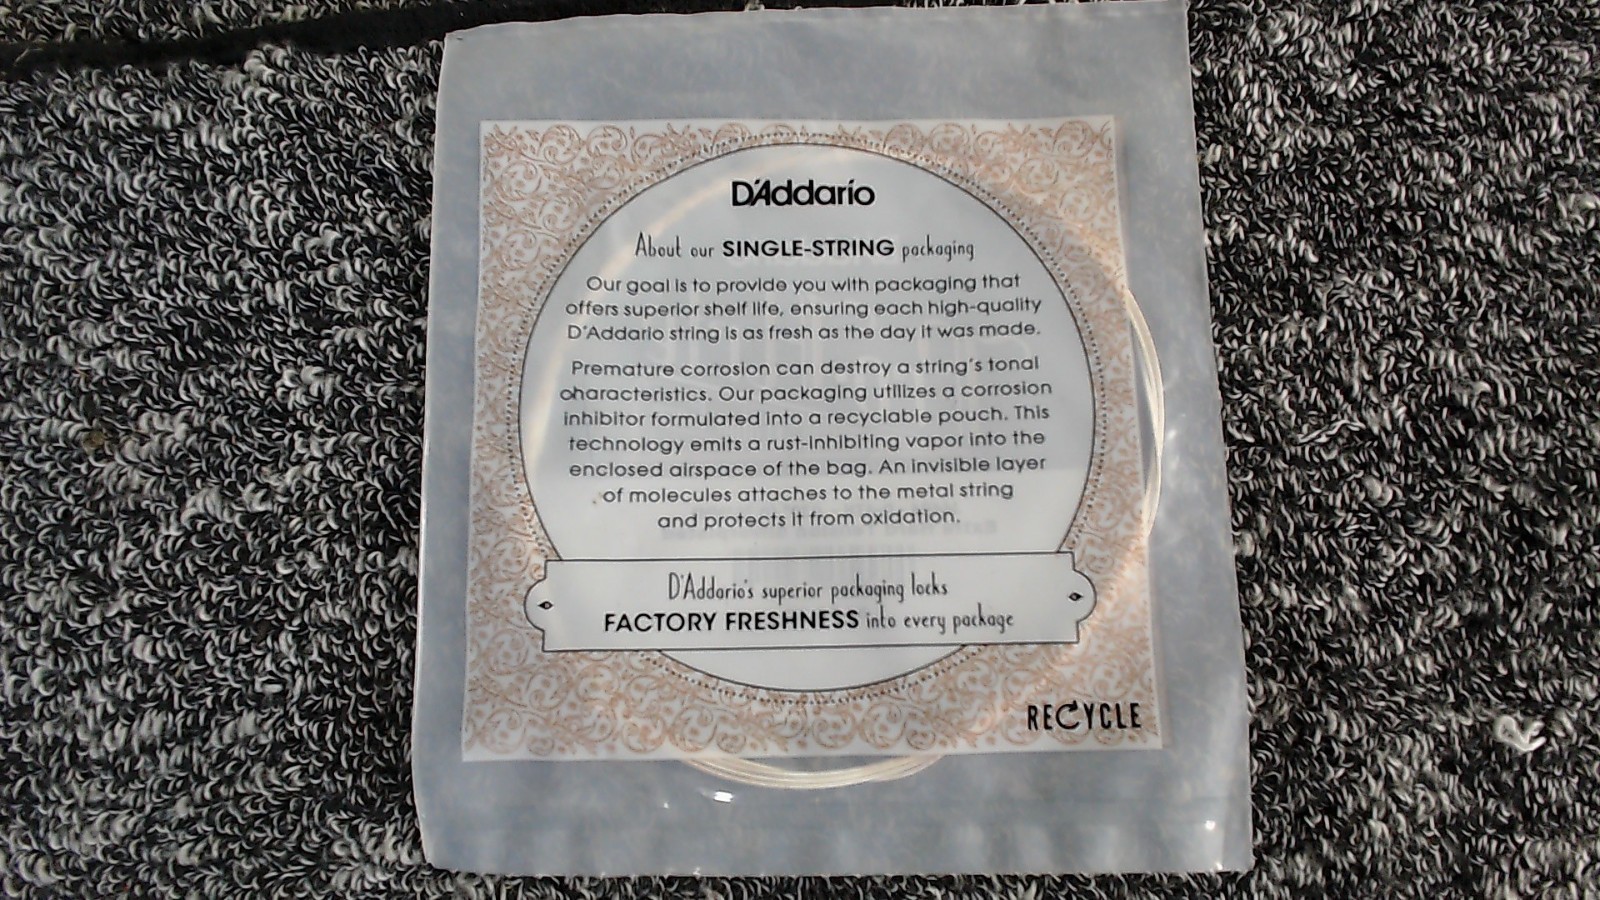 D'Addario
About our SINGLE-STRING packaging
Our goal is to provide you with packaging that
offers superior shelf life, ensuring each high-quality
D'Addario string is as fresh as the day it was made.
Premature corrosion can destroy a string's tonal
characteristics. Our packaging utilizes a corrosion
inhibitor formulated into a recyclable pouch. This
technology emits a rust-inhibiting vapor into the
enclosed airspace of the bag. An invisible layer
of molecules attaches to the metal string
and protects it from oxidation.
D'Addario's superior packaging locks
FACTORY FRESHNESS into every package
RECYCLE